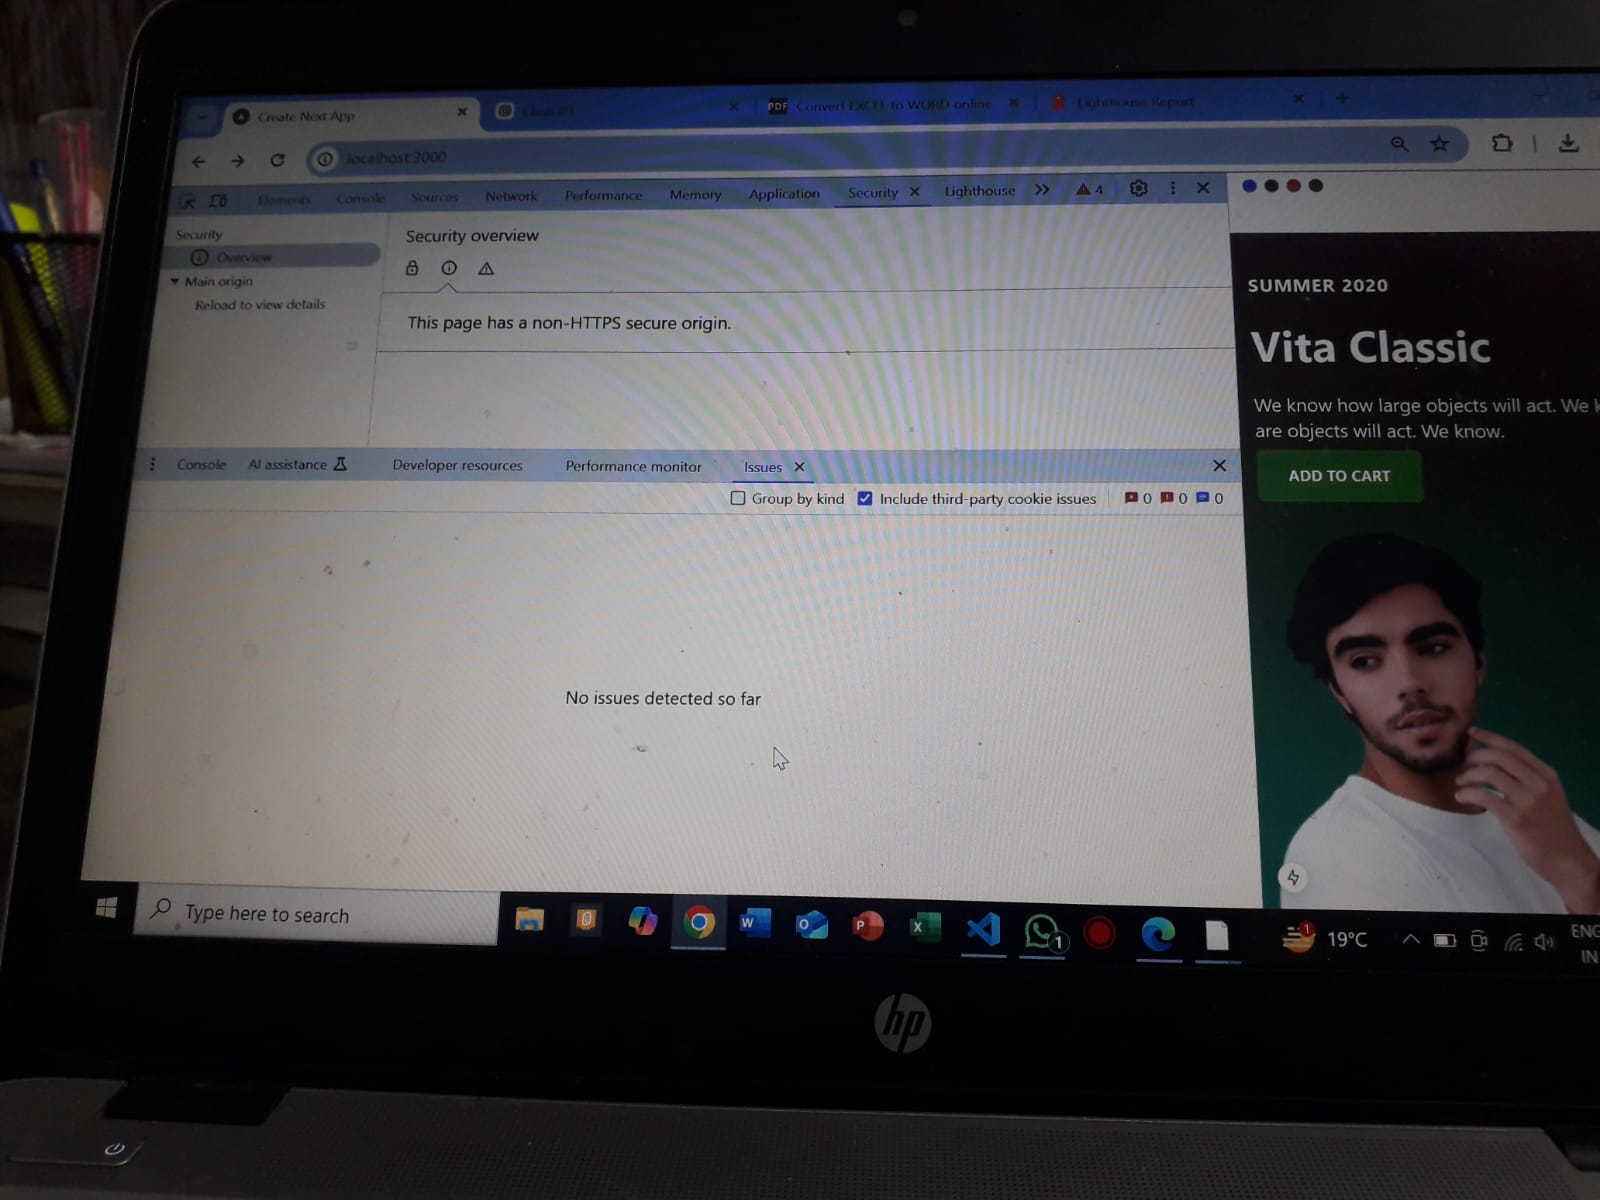 Create Next App
Convert EXCEL to WORD online
Lighthouse Report
localhost:3000
Elements Console Sources Network Performance Memory Application Security Lighthouse 4
Security
Overview
Main origin
Reload to view details
Security overview
This page has a non-HTTPS secure origin.
Console AI assistance Developer resources Performance monitor Issues
Group by kind Include third-party cookie issues 0 0 0
No issues detected so far
SUMMER 2020
Vita Classic
We know how large objects will act. We
are objects will act. We know.
ADD TO CART
Type here to search
1
1
19°C
ENG
IN
hp